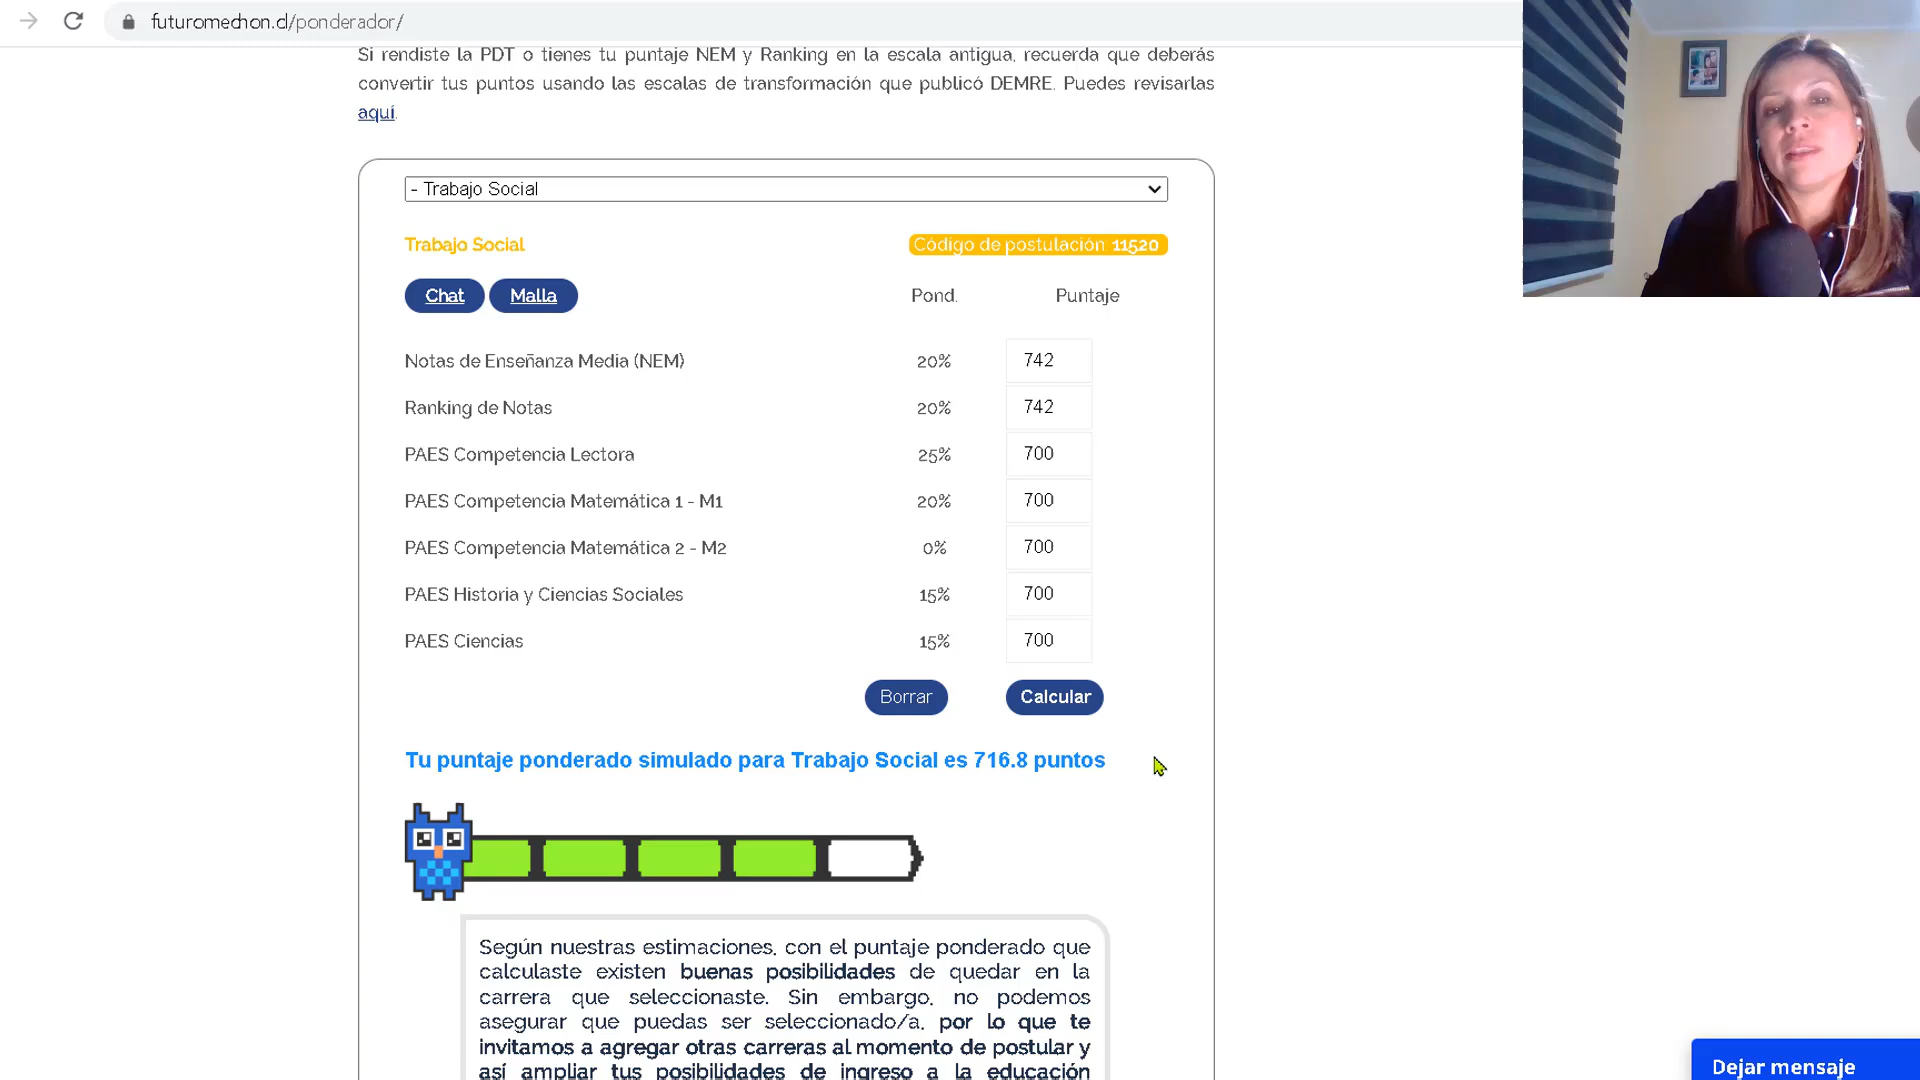 futuromechon.cl/ponderador/
Si rendiste la PDT o tienes tu puntaje NEM y Ranking en la escala antigua, recuerda que deberás
convertir tus puntos usando las escalas de transformación que publicó DEMRE. Puedes revisarlas
aquí.
- Trabajo Social
Trabajo Social Código de postulación 11520
Chat Malla Pond. Puntaje
Notas de Enseñanza Media (NEM) 20% 742
Ranking de Notas 20% 742
PAES Competencia Lectora 25% 700
PAES Competencia Matemática 1 - M1 20% 700
PAES Competencia Matemática 2 - M2 0% 700
PAES Historia y Ciencias Sociales 15% 700
PAES Ciencias 15% 700
Borrar Calcular
Tu puntaje ponderado simulado para Trabajo Social es 716.8 puntos
Según nuestras estimaciones, con el puntaje ponderado que
calculaste existen buenas posibilidades de quedar en la
carrera que seleccionaste. Sin embargo, no podemos
asegurar que puedas ser seleccionado/a, por lo que te
invitamos a agregar otras carreras al momento de postular y
así ampliar tus posibilidades de ingreso a la educación
Dejar mensaje